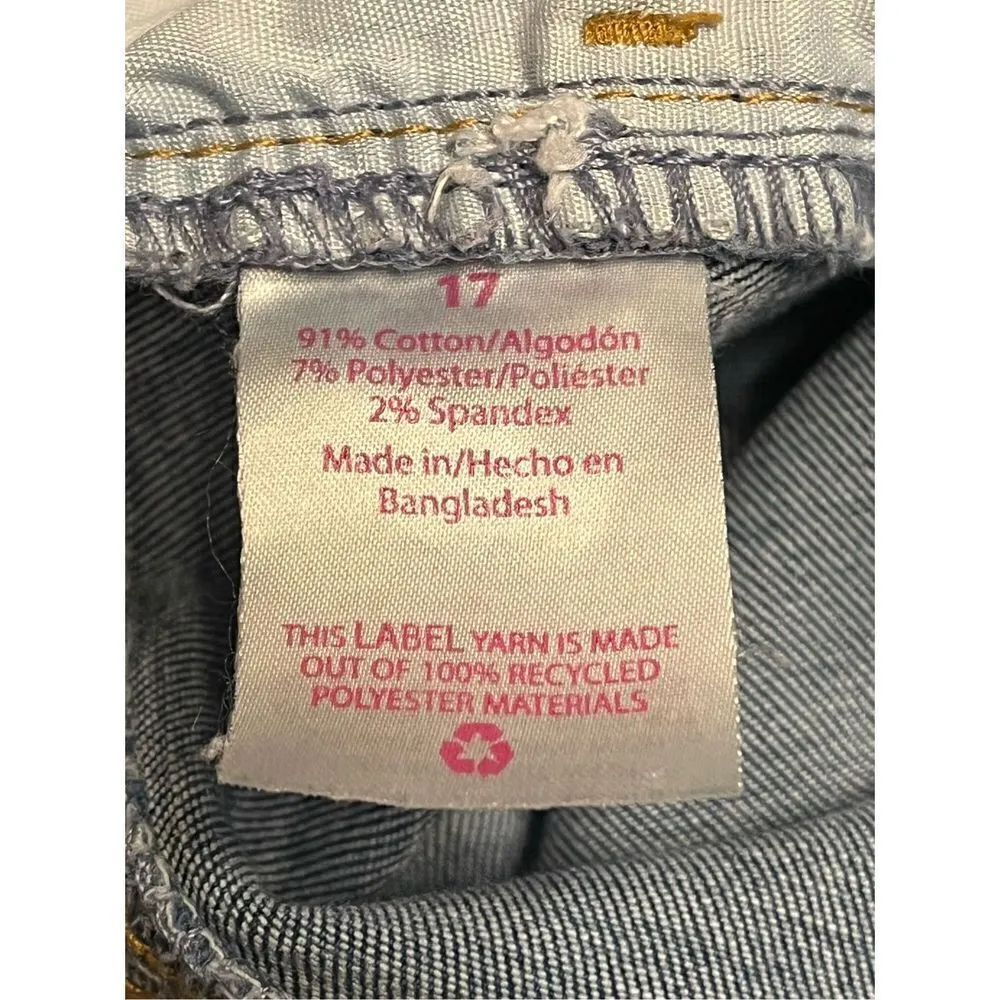 17
91% Cotton/Algodón
7% Polyester/Poliéster
2% Spandex
Made in/Hecho en
Bangladesh
THIS LABEL YARN IS MADE
OUT OF 100% RECYCLED
POLYESTER MATERIALS